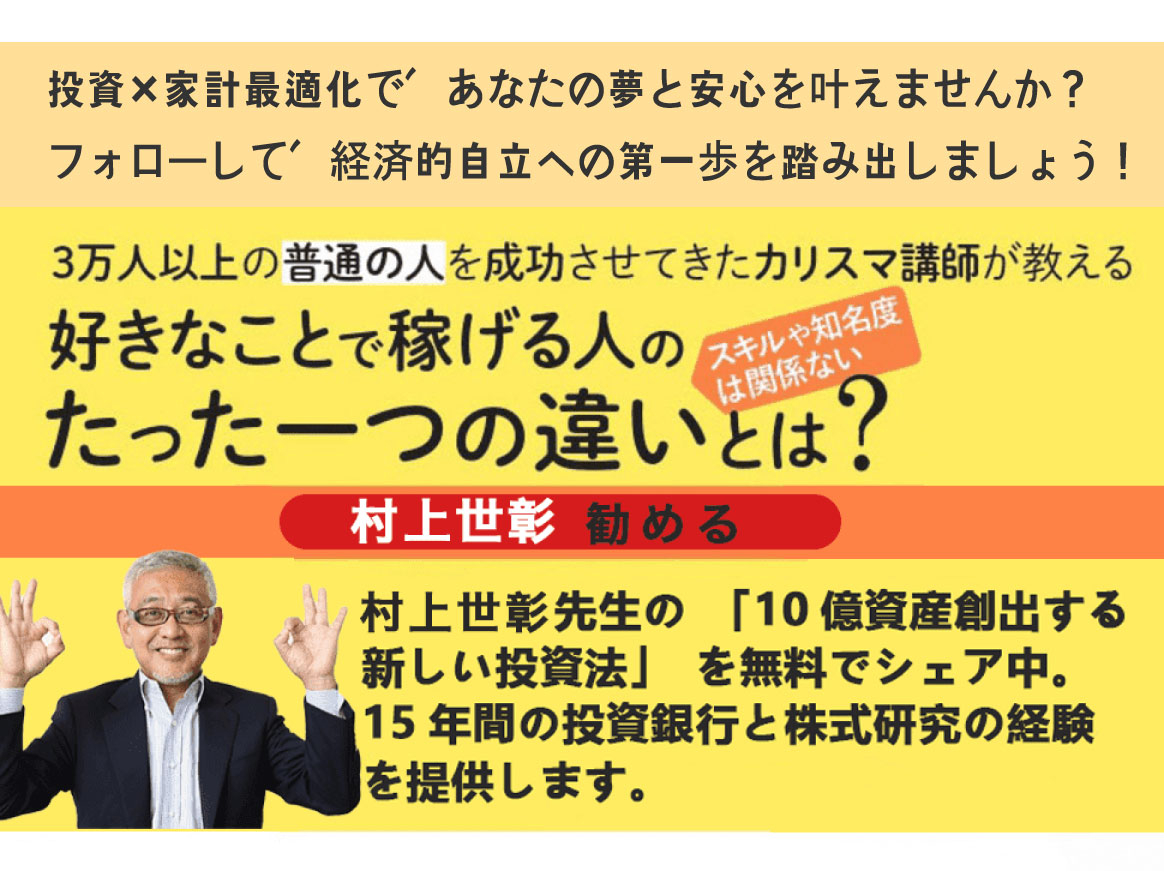 投資×家計最適化で゛あなたの夢と安心を叶えませんか？
フォローして゛経済的自立への第一歩を踏み出しましょう！
3万人以上の普通の人を成功させてきたカリスマ講師が教える
好きなことで稼げる人の
スキルや知名度
は関係ない
たった一つの違いとは？
村上世彰 勧める
村上世彰先生の 「10 億資産創出する
新しい投資法」 を無料でシェア中。
15 年間の投資銀行と株式研究の経験
を提供します。